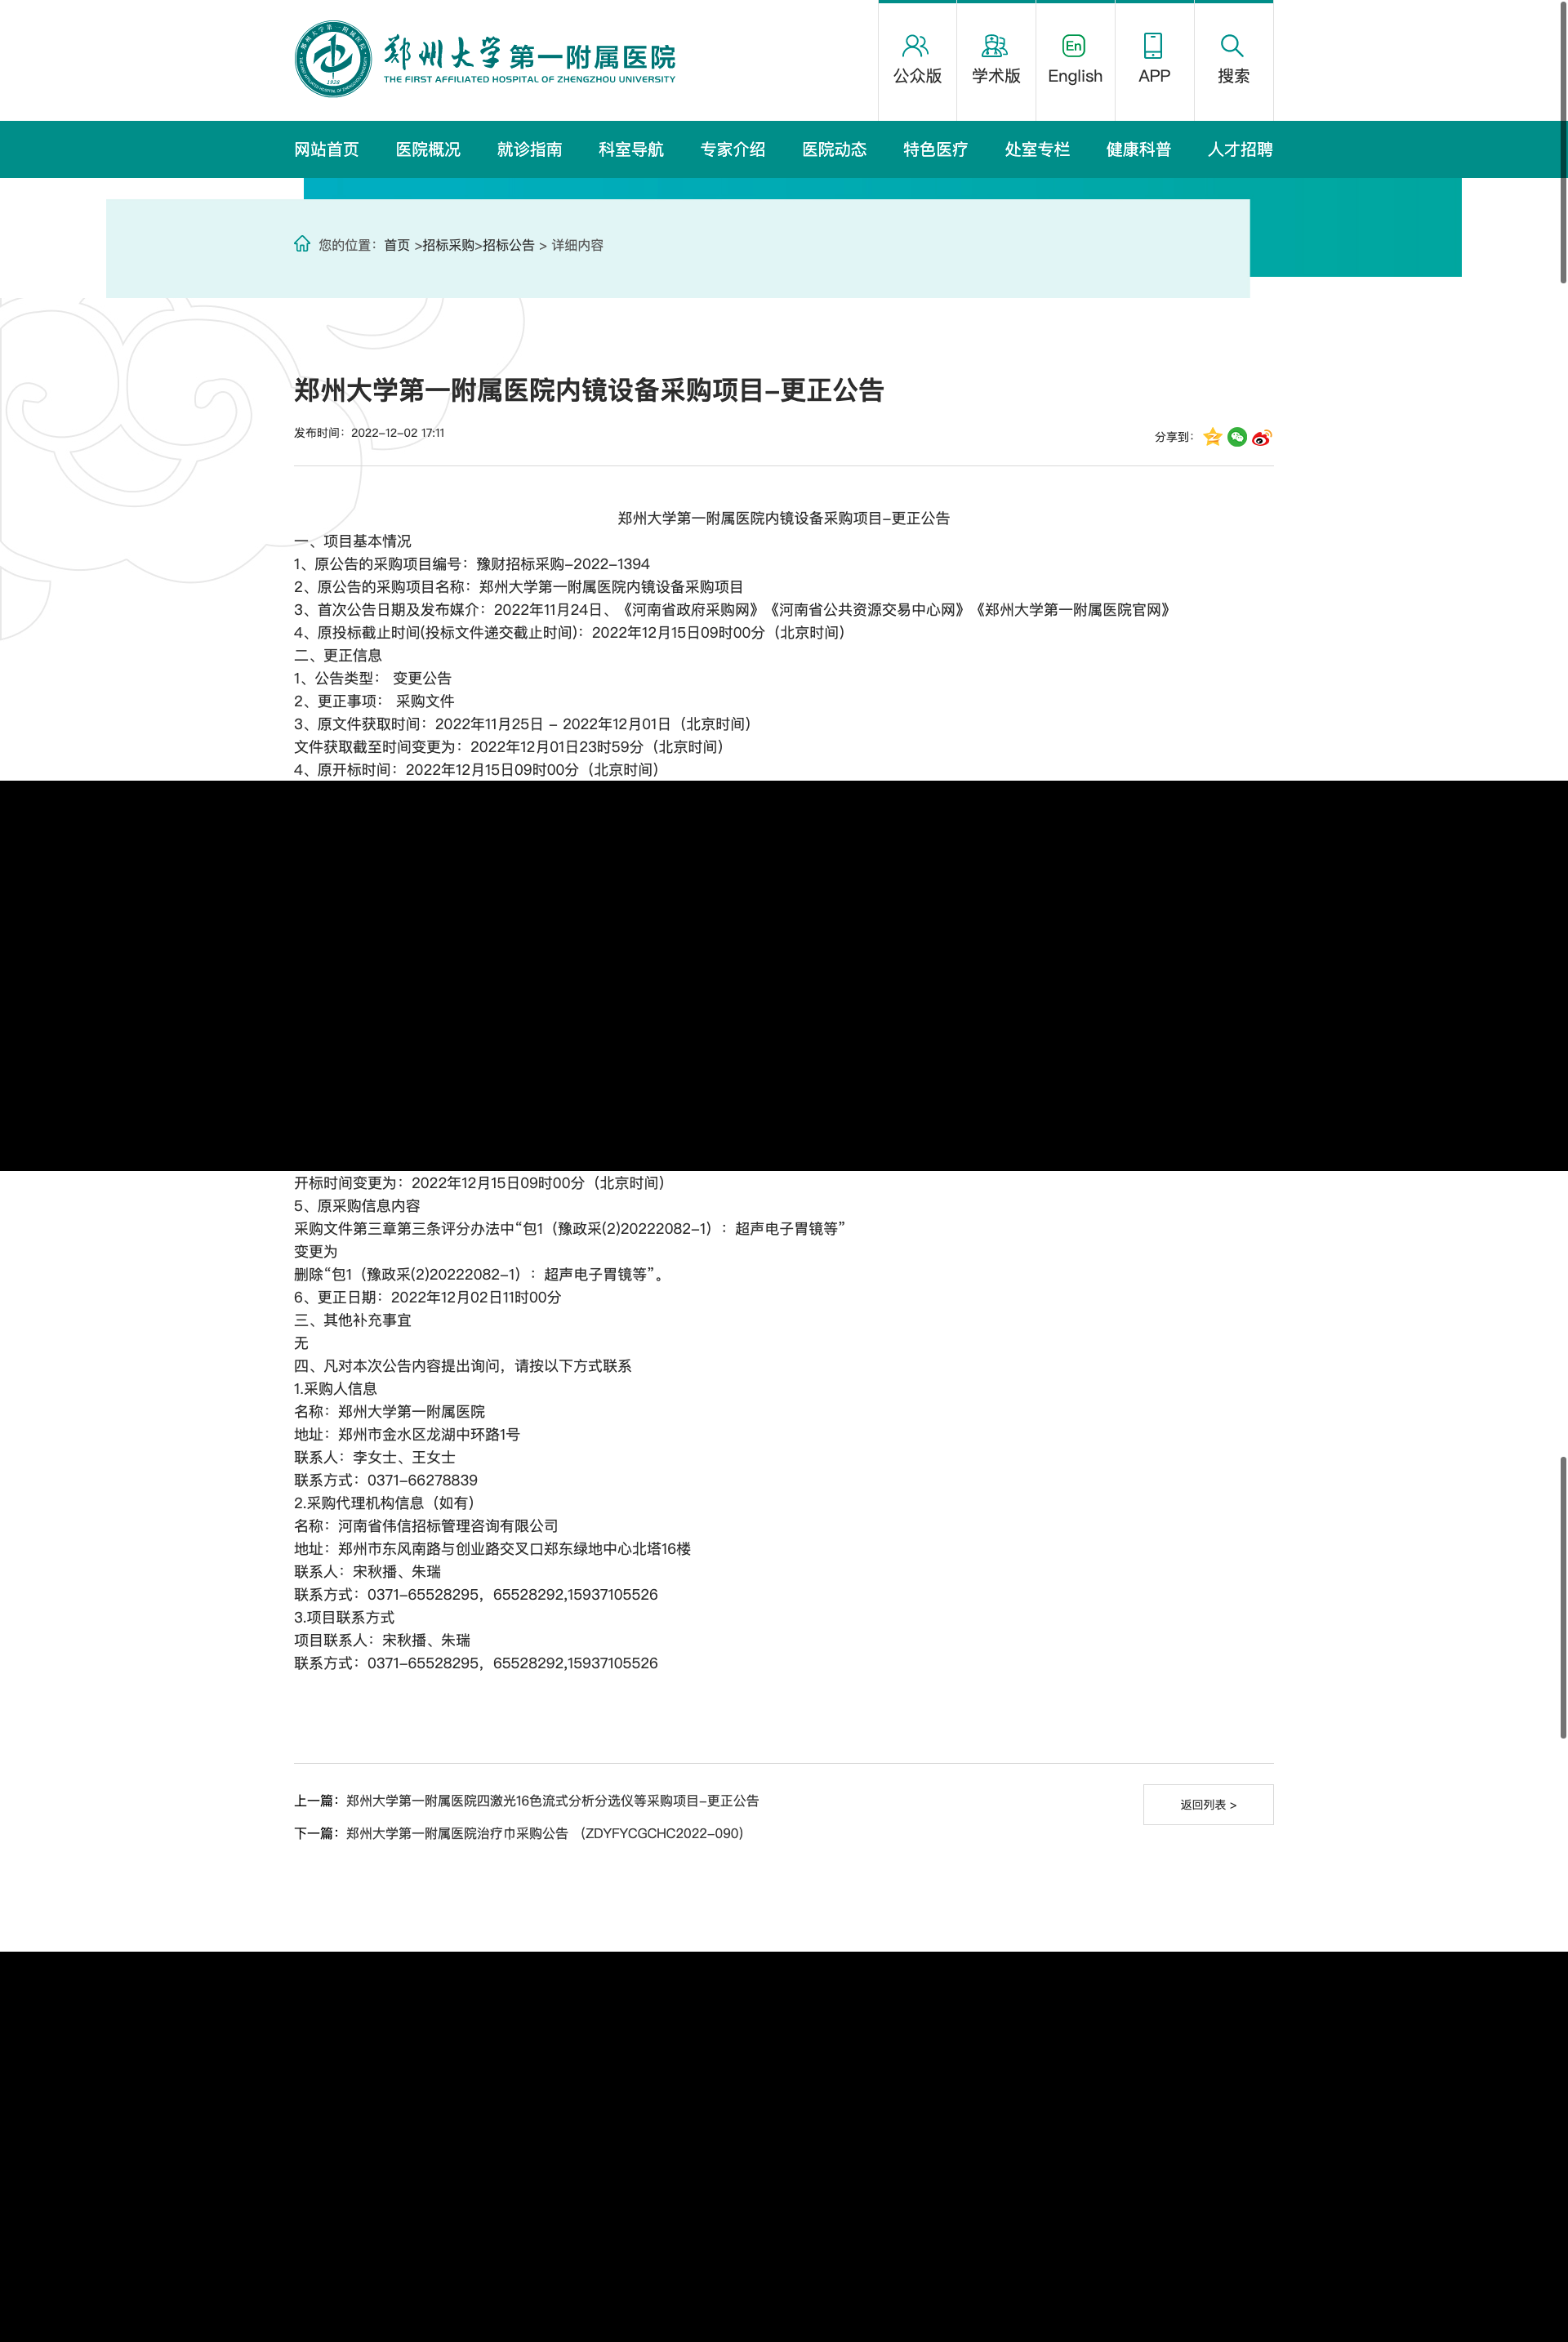 郑州大学第一附属医院
THE FIRST AFFILIATED HOSPITAL OF ZHENGZHOU UNIVERSITY
公众版
学术版
En
English
APP
搜索
网站首页 医院概况 就诊指南 科室导航 专家介绍 医院动态 特色医疗 处室专栏 健康科普 人才招聘
您的位置：首页 >招标采购>招标公告 > 详细内容
郑州大学第一附属医院内镜设备采购项目-更正公告
发布时间：2022-12-02 17:11
分享到：
郑州大学第一附属医院内镜设备采购项目-更正公告
一、项目基本情况
1、原公告的采购项目编号：豫财招标采购-2022-1394
2、原公告的采购项目名称：郑州大学第一附属医院内镜设备采购项目
3、首次公告日期及发布媒介：2022年11月24日、《河南省政府采购网》《河南省公共资源交易中心网》《郑州大学第一附属医院官网》
4、原投标截止时间(投标文件递交截止时间)：2022年12月15日09时00分（北京时间）
二、更正信息
1、公告类型： 变更公告
2、更正事项： 采购文件
3、原文件获取时间：2022年11月25日 - 2022年12月01日（北京时间）
文件获取截至时间变更为：2022年12月01日23时59分（北京时间）
4、原开标时间：2022年12月15日09时00分（北京时间）
开标时间变更为：2022年12月15日09时00分（北京时间）
5、原采购信息内容
采购文件第三章第三条评分办法中“包1（豫政采(2)20222082-1）：超声电子胃镜等”
变更为
删除“包1（豫政采(2)20222082-1）：超声电子胃镜等”。
6、更正日期：2022年12月02日11时00分
三、其他补充事宜
无
四、凡对本次公告内容提出询问，请按以下方式联系
1.采购人信息
名称：郑州大学第一附属医院
地址：郑州市金水区龙湖中环路1号
联系人：李女士、王女士
联系方式：0371-66278839
2.采购代理机构信息（如有）
名称：河南省伟信招标管理咨询有限公司
地址：郑州市东风南路与创业路交叉口郑东绿地中心北塔16楼
联系人：宋秋播、朱瑞
联系方式：0371-65528295，65528292,15937105526
3.项目联系方式
项目联系人：宋秋播、朱瑞
联系方式：0371-65528295，65528292,15937105526
上一篇：郑州大学第一附属医院四激光16色流式分析分选仪等采购项目-更正公告
返回列表 >
下一篇：郑州大学第一附属医院治疗巾采购公告 （ZDYFYCGCHC2022-090）